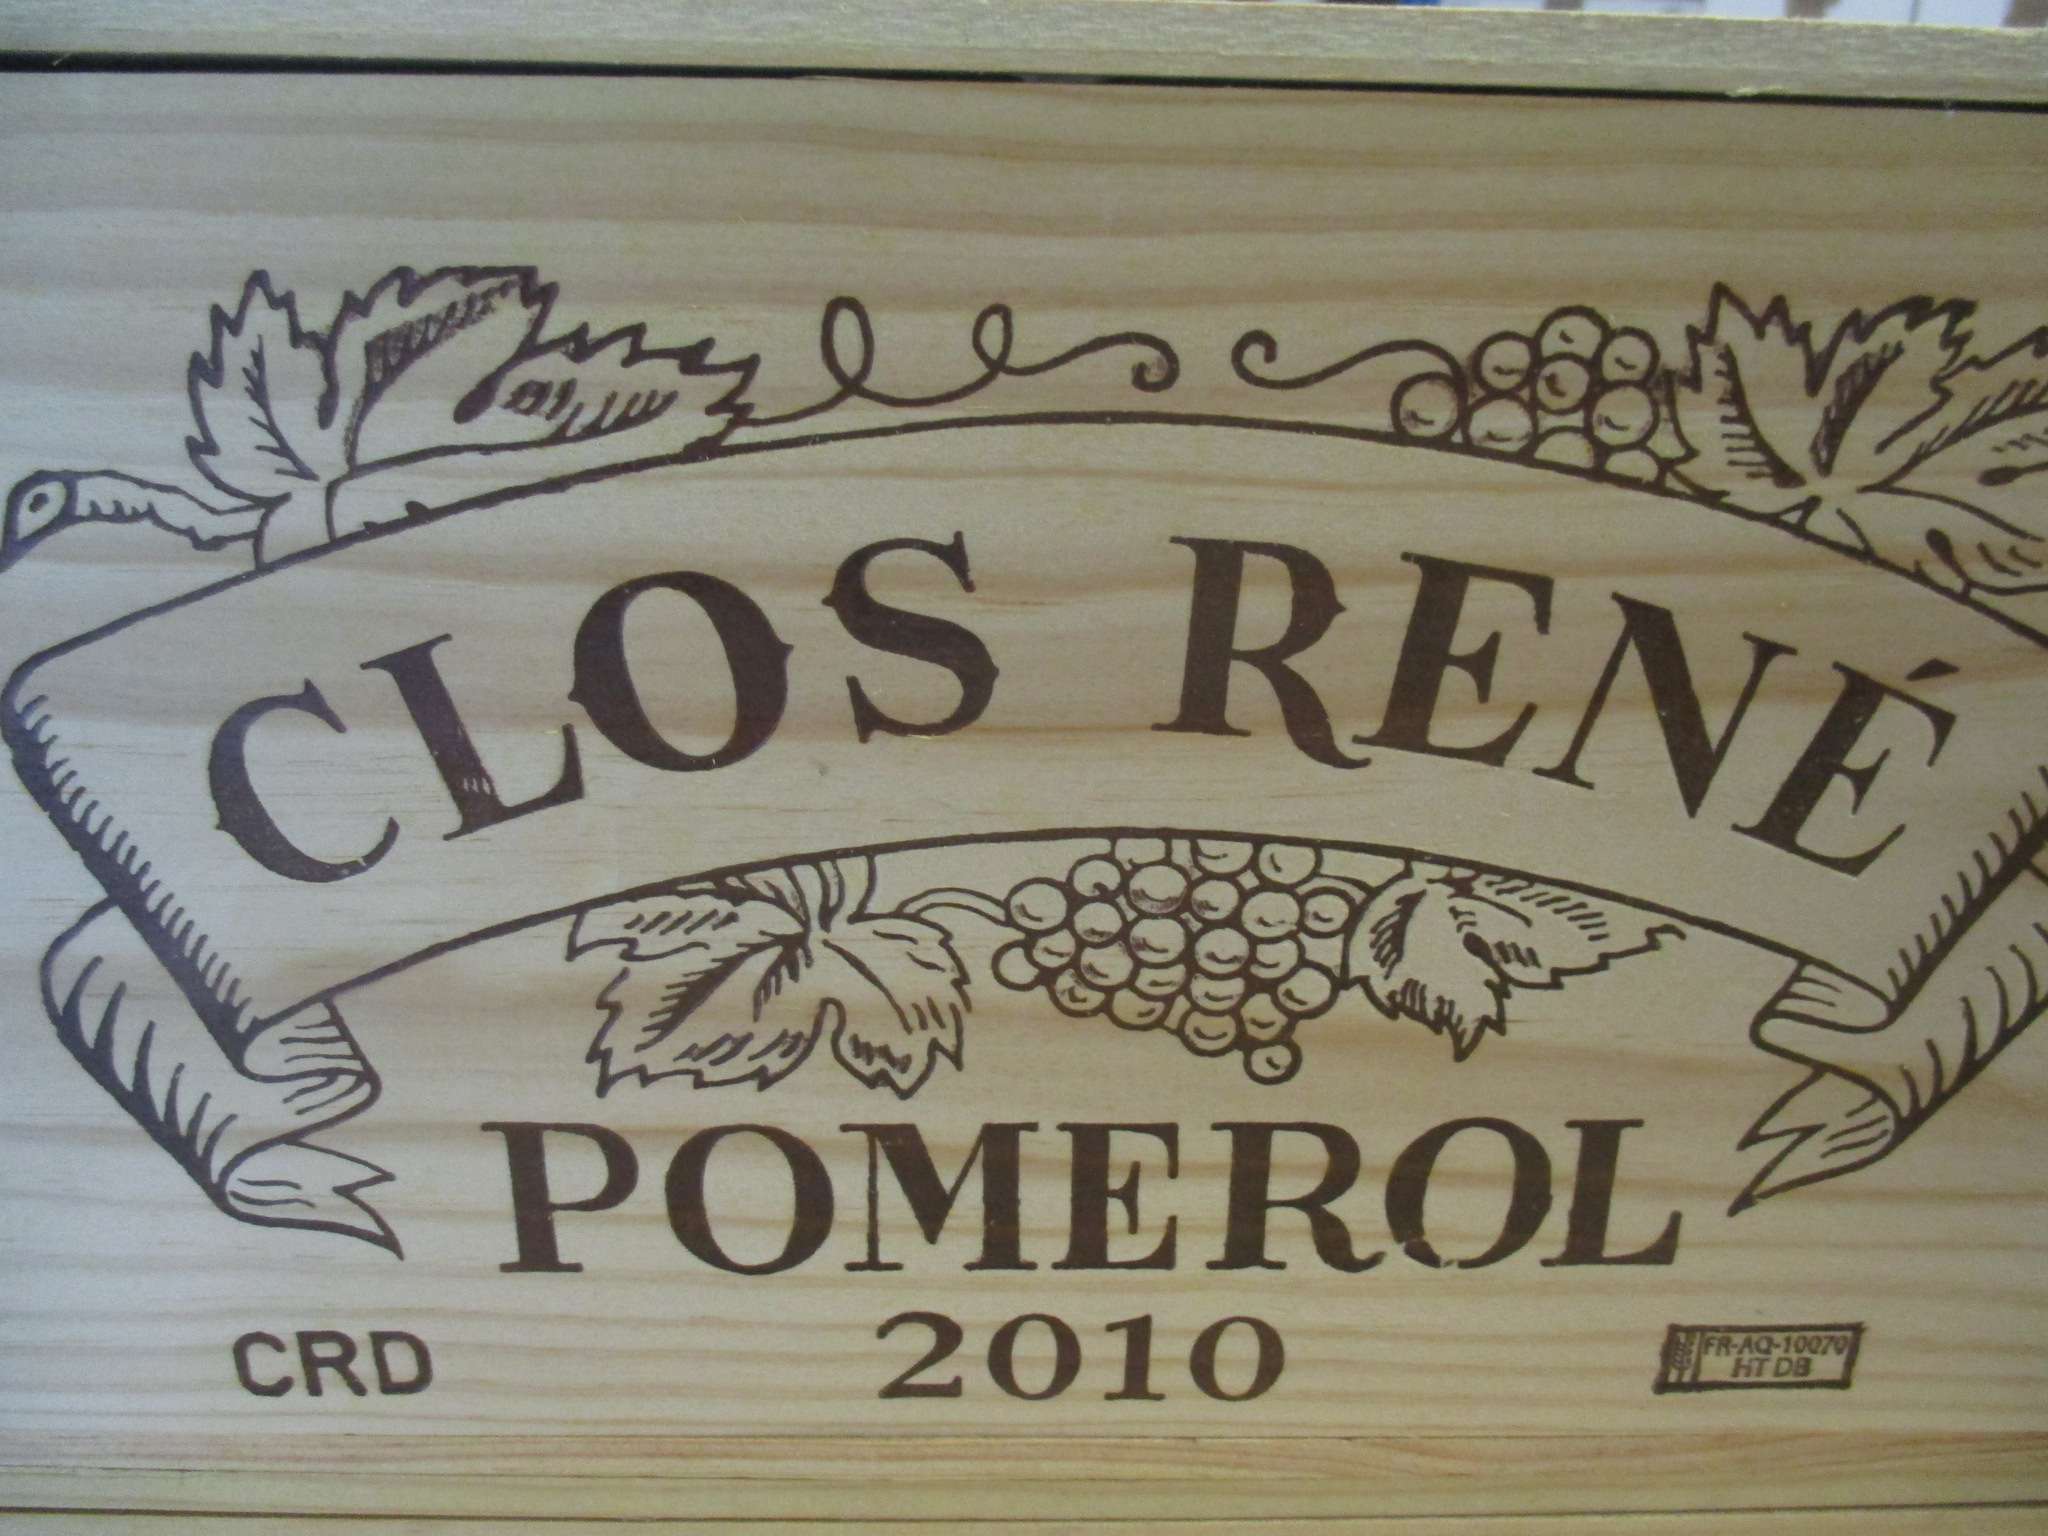 CLOS RENÉ
POMEROL
2010
CRD
FR-AQ-10070
HT DB